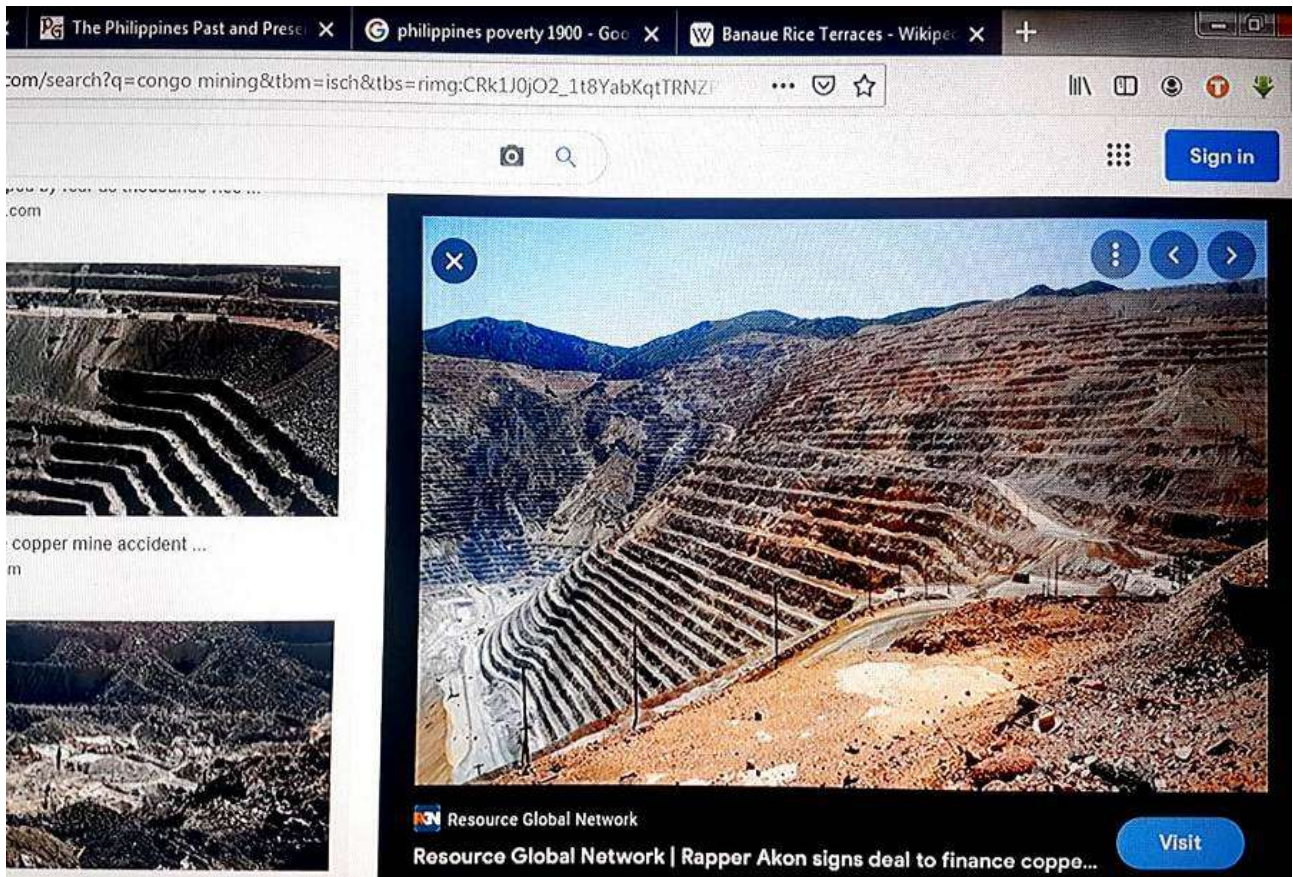 The Philippines Past and Prese
philippines poverty 1900 - Goo
Banaue Rice Terraces - Wikipe
.com/search?q=congo mining&tbm=isch&tbs=rimg:CRk1J0jO2_1t8YabKqtTRNZ
Sign in
.com
copper mine accident ...
m
Resource Global Network
Resource Global Network | Rapper Akon signs deal to finance coppe...
Visit